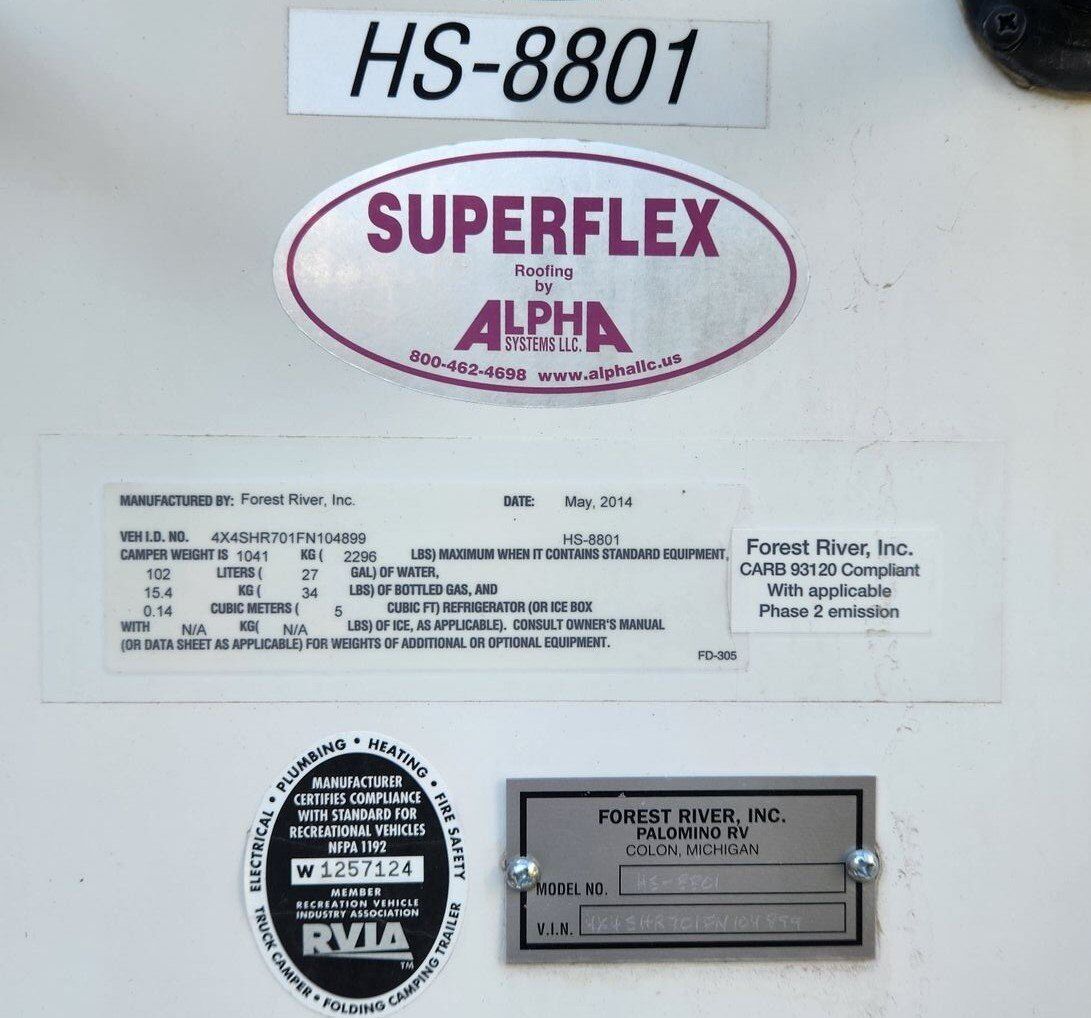 HS-8801
SUPERFLEX
Roofing
by
ALPHA
SYSTEMS LLC.
800-462-4698 www.alphallc.us
MANUFACTURED BY: Forest River, Inc. DATE: May, 2014
VEH I.D. NO. 4X4SHR701FN104899 HS-8801
CAMPER WEIGHT IS 1041 KG ( 2296 LBS) MAXIMUM WHEN IT CONTAINS STANDARD EQUIPMENT,
102 LITERS ( 27 GAL) OF WATER,
15.4 KG ( 34 LBS) OF BOTTLED GAS, AND
0.14 CUBIC METERS ( 5 CUBIC FT) REFRIGERATOR (OR ICE BOX
WITH N/A KG( N/A LBS) OF ICE, AS APPLICABLE). CONSULT OWNER'S MANUAL
(OR DATA SHEET AS APPLICABLE) FOR WEIGHTS OF ADDITIONAL OR OPTIONAL EQUIPMENT.
FD-305
Forest River, Inc.
CARB 93120 Compliant
With applicable
Phase 2 emission
ELECTRICAL • PLUMBING • HEATING • FIRE SAFETY
MANUFACTURER
CERTIFIES COMPLIANCE
WITH STANDARD FOR
RECREATIONAL VEHICLES
NFPA 1192
W 1257124
MEMBER
RECREATION VEHICLE
INDUSTRY ASSOCIATION
RVIA
TM
TRUCK CAMPER • FOLDING CAMPING TRAILER
FOREST RIVER, INC.
PALOMINO RV
COLON, MICHIGAN
MODEL NO. HS-8801
V.I.N. 4X4SHR701FN104899